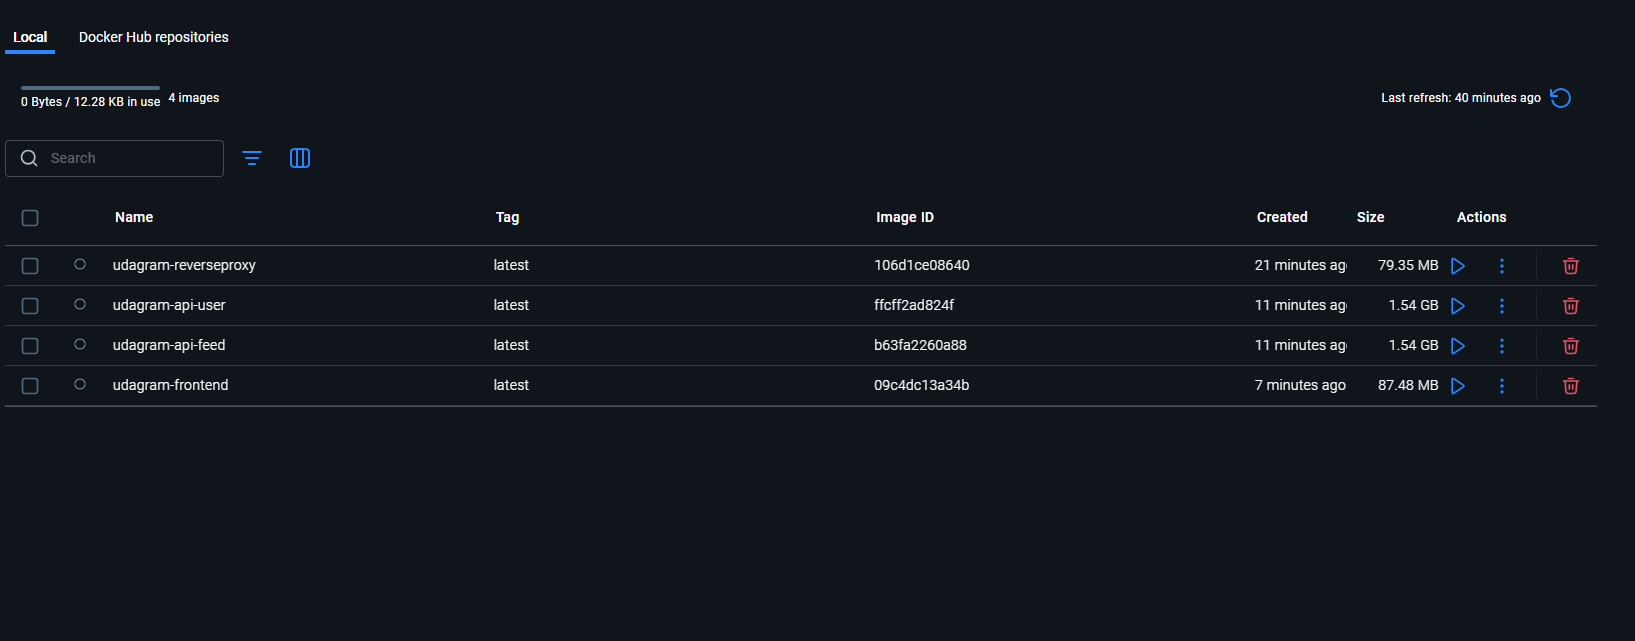 Local Docker Hub repositories
0 Bytes / 12.28 KB in use 4 images Last refresh: 40 minutes ago
Search
Name Tag Image ID Created Size Actions
udagram-reverseproxy latest 106d1ce08640 21 minutes ag 79.35 MB
udagram-api-user latest ffcff2ad824f 11 minutes ag 1.54 GB
udagram-api-feed latest b63fa2260a88 11 minutes ag 1.54 GB
udagram-frontend latest 09c4dc13a34b 7 minutes ago 87.48 MB